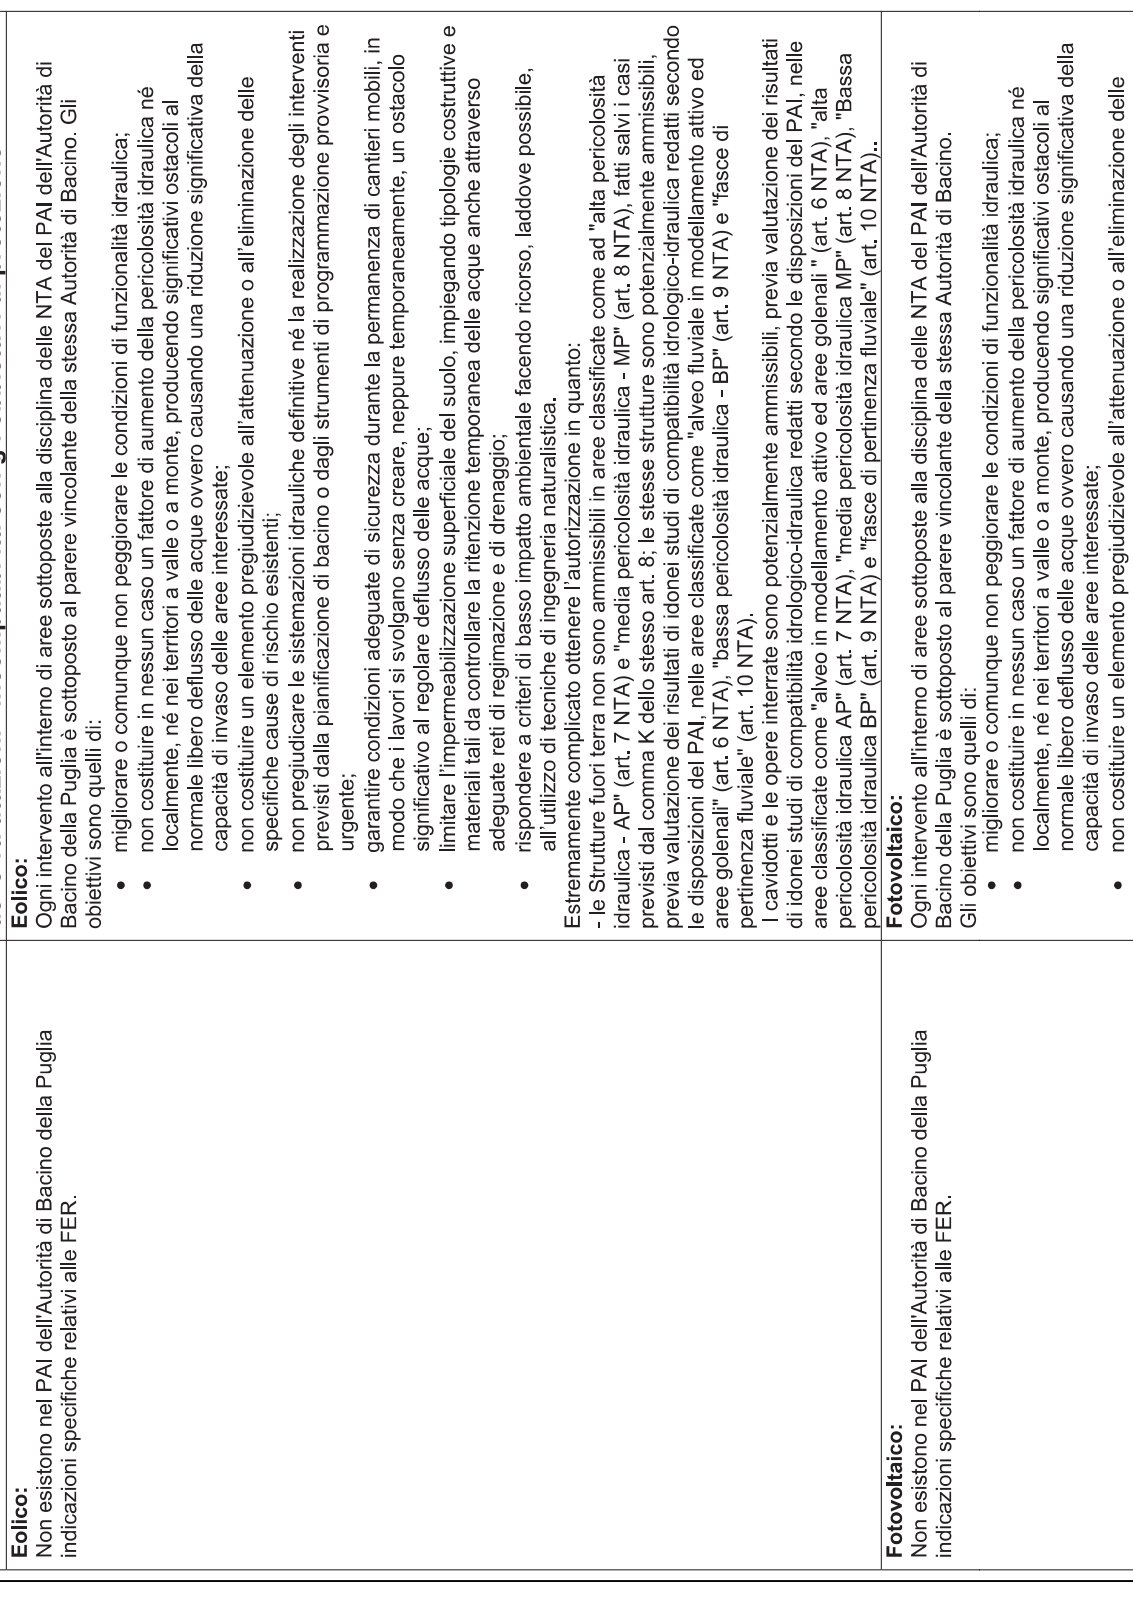 Eolico:
Non esistono nel PAI dell'Autorità di Bacino della Puglia
indicazioni specifiche relativi alle FER.
Eolico:
Ogni intervento all'interno di aree sottoposte alla disciplina delle NTA del PAI dell'Autorità di
Bacino della Puglia è sottoposto al parere vincolante della stessa Autorità di Bacino. Gli
obiettivi sono quelli di:
• migliorare o comunque non peggiorare le condizioni di funzionalità idraulica;
• non costituire in nessun caso un fattore di aumento della pericolosità idraulica né
localmente, né nei territori a valle o a monte, producendo significativi ostacoli al
normale libero deflusso delle acque ovvero causando una riduzione significativa della
capacità di invaso delle aree interessate;
• non costituire un elemento pregiudizievole all'attenuazione o all'eliminazione delle
specifiche cause di rischio esistenti;
• non pregiudicare le sistemazioni idrauliche definitive né la realizzazione degli interventi
previsti dalla pianificazione di bacino o dagli strumenti di programmazione provvisoria e
urgente;
• garantire condizioni adeguate di sicurezza durante la permanenza di cantieri mobili, in
modo che i lavori si svolgano senza creare, neppure temporaneamente, un ostacolo
significativo al regolare deflusso delle acque;
• limitare l'impermeabilizzazione superficiale del suolo, impiegando tipologie costruttive e
materiali tali da controllare la ritenzione temporanea delle acque anche attraverso
adeguate reti di regimazione e di drenaggio;
• rispondere a criteri di basso impatto ambientale facendo ricorso, laddove possibile,
all'utilizzo di tecniche di ingegneria naturalistica.
Estremamente complicato ottenere l'autorizzazione in quanto:
- le Strutture fuori terra non sono ammissibili in aree classificate come ad "alta pericolosità
idraulica - AP" (art. 7 NTA) e "media pericolosità idraulica - MP" (art. 8 NTA), fatti salvi i casi
previsti dal comma K dello stesso art. 8; le stesse strutture sono potenzialmente ammissibili,
previa valutazione dei risultati di idonei studi di compatibilità idrologico-idraulica redatti secondo
le disposizioni del PAI, nelle aree classificate come "alveo fluviale in modellamento attivo ed
aree golenali" (art. 6 NTA), "bassa pericolosità idraulica - BP" (art. 9 NTA) e "fasce di
pertinenza fluviale" (art. 10 NTA).
I cavidotti e le opere interrate sono potenzialmente ammissibili, previa valutazione dei risultati
di idonei studi di compatibilità idrologico-idraulica redatti secondo le disposizioni del PAI, nelle
aree classificate come "alveo in modellamento attivo ed aree golenali " (art. 6 NTA), "alta
pericolosità idraulica AP" (art. 7 NTA), "media pericolosità idraulica MP" (art. 8 NTA), "Bassa
pericolosità idraulica BP" (art. 9 NTA) e "fasce di pertinenza fluviale" (art. 10 NTA)..
Fotovoltaico:
Non esistono nel PAI dell'Autorità di Bacino della Puglia
indicazioni specifiche relativi alle FER.
Fotovoltaico:
Ogni intervento all'interno di aree sottoposte alla disciplina delle NTA del PAI dell'Autorità di
Bacino della Puglia è sottoposto al parere vincolante della stessa Autorità di Bacino.
Gli obiettivi sono quelli di:
• migliorare o comunque non peggiorare le condizioni di funzionalità idraulica;
• non costituire in nessun caso un fattore di aumento della pericolosità idraulica né
localmente, né nei territori a valle o a monte, producendo significativi ostacoli al
normale libero deflusso delle acque ovvero causando una riduzione significativa della
capacità di invaso delle aree interessate;
• non costituire un elemento pregiudizievole all'attenuazione o all'eliminazione delle